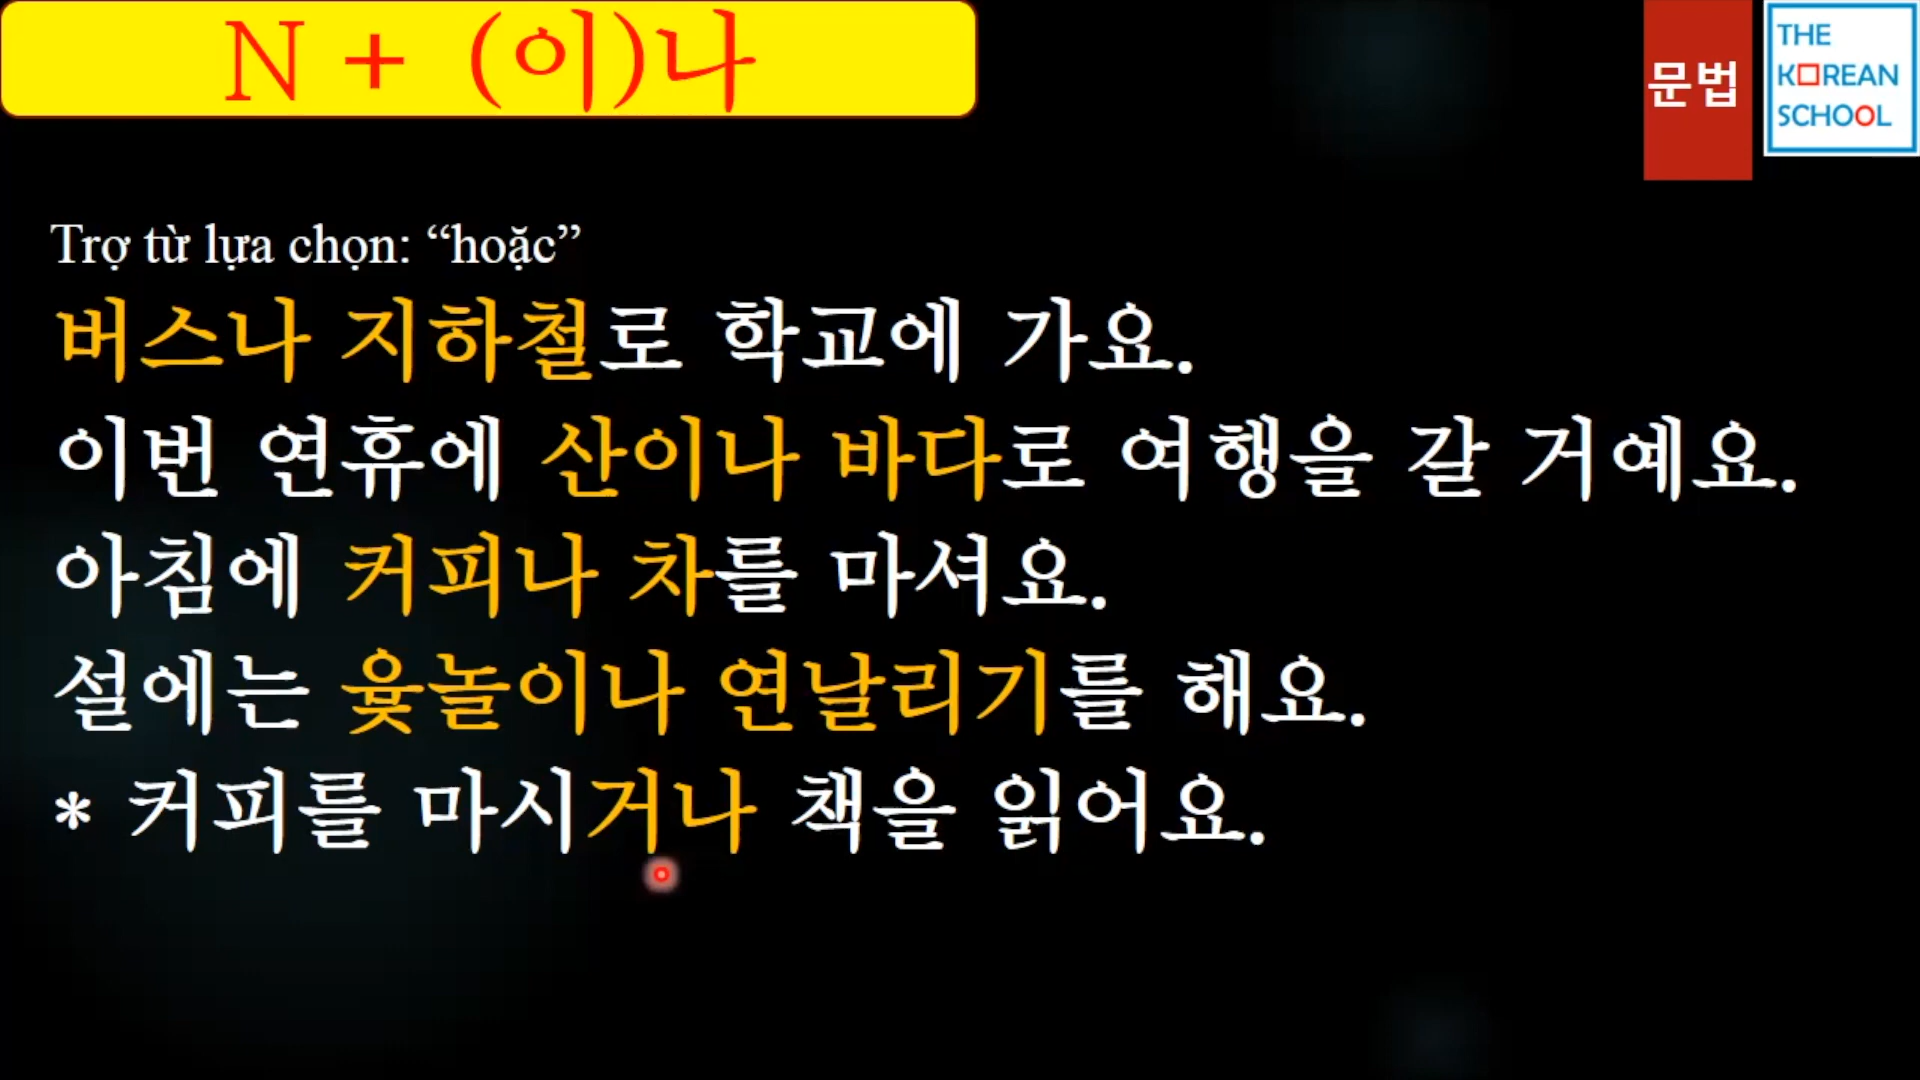 N + (이)나
문법
THE
KOREAN
SCHOOL
Trợ từ lựa chọn: “hoặc”
버스나 지하철로 학교에 가요.
이번 연휴에 산이나 바다로 여행을 갈 거예요.
아침에 커피나 차를 마셔요.
설에는 윷놀이나 연날리기를 해요.
* 커피를 마시거나 책을 읽어요.